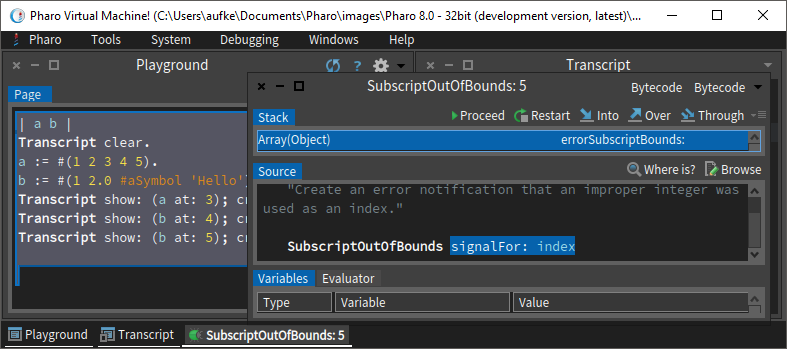 Pharo Virtual Machine! (C:\Users\aufke\Documents\Pharo\images\Pharo 8.0 - 32bit (development version, latest)\...
Pharo Tools System Debugging Windows Help
Playground
Page
| a b |
Transcript clear.
a := #(1 2 3 4 5).
b := #(1 2.0 #aSymbol 'Hello')
Transcript show: (a at: 3); c
Transcript show: (b at: 4); c
Transcript show: (b at: 5); c
Transcript
SubscriptOutOfBounds: 5
Bytecode Bytecode
Stack
Proceed Restart Into Over Through
Array(Object) errorSubscriptBounds:
Source
Where is? Browse
"Create an error notification that an improper integer was
used as an index."
SubscriptOutOfBounds signalFor: index
Variables Evaluator
Type Variable Value
Playground Transcript SubscriptOutOfBounds: 5